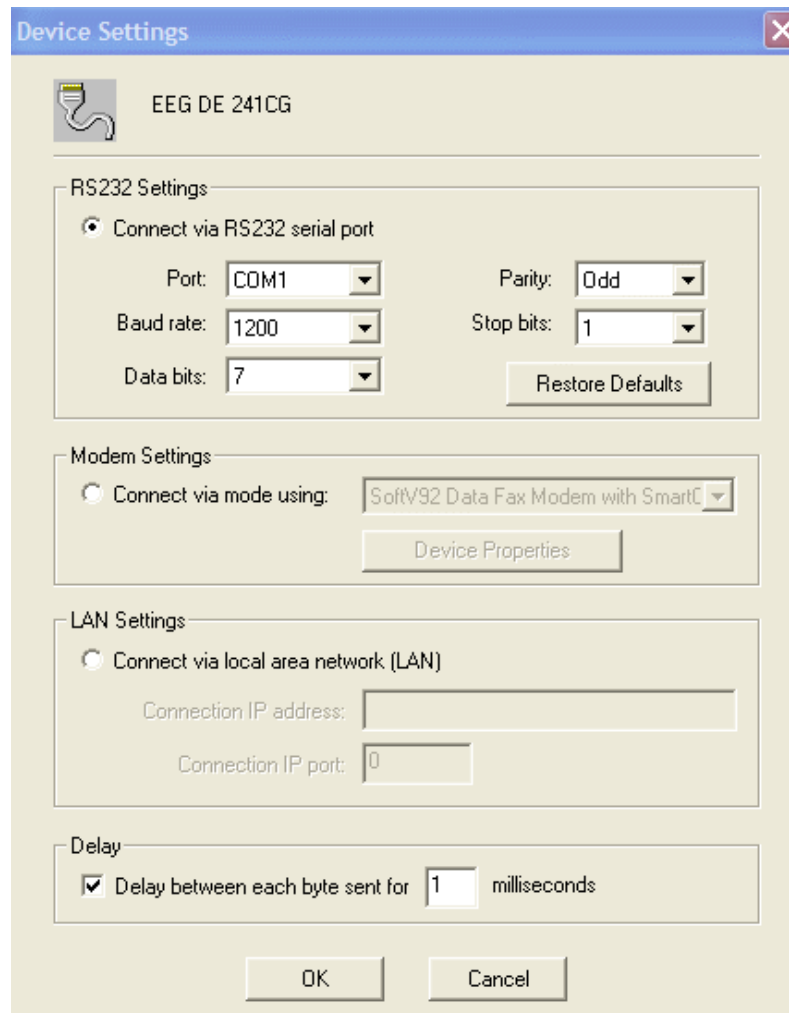 Device Settings
EEG DE 241CG
RS232 Settings
Connect via RS232 serial port
Port: COM1 Parity: Odd
Baud rate: 1200 Stop bits: 1
Data bits: 7 Restore Defaults
Modem Settings
Connect via mode using: SoftV92 Data Fax Modem with Smart
Device Properties
LAN Settings
Connect via local area network (LAN)
Connection IP address:
Connection IP port: 0
Delay
Delay between each byte sent for 1 milliseconds
OK Cancel